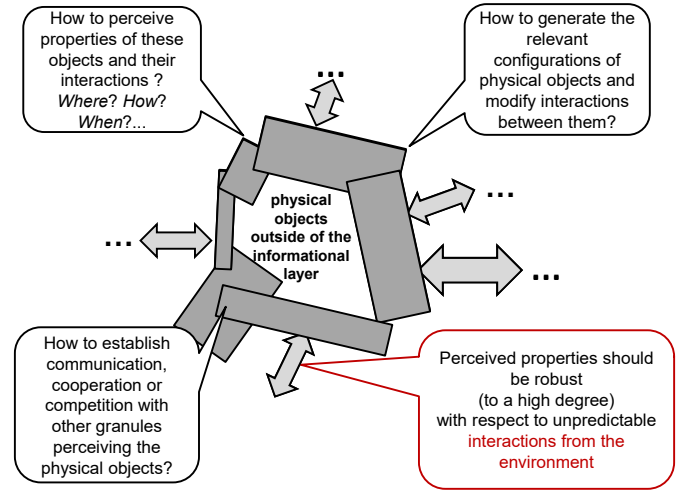 How to perceive
properties of these
objects and their
interactions ?
Where? How?
When?...
How to generate the
relevant
configurations of
physical objects and
modify interactions
between them?
...
...
...
...
physical
objects
outside of the
informational
layer
How to establish
communication,
cooperation or
competition with
other granules
perceiving the
physical objects?
Perceived properties should
be robust
(to a high degree)
with respect to unpredictable
interactions from the
environment